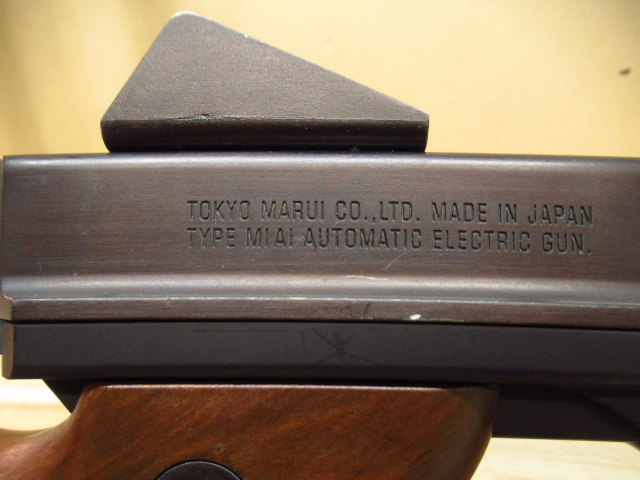 TOKYO MARUI CO.,LTD. MADE IN JAPAN
TYPE M1A1 AUTOMATIC ELECTRIC GUN.